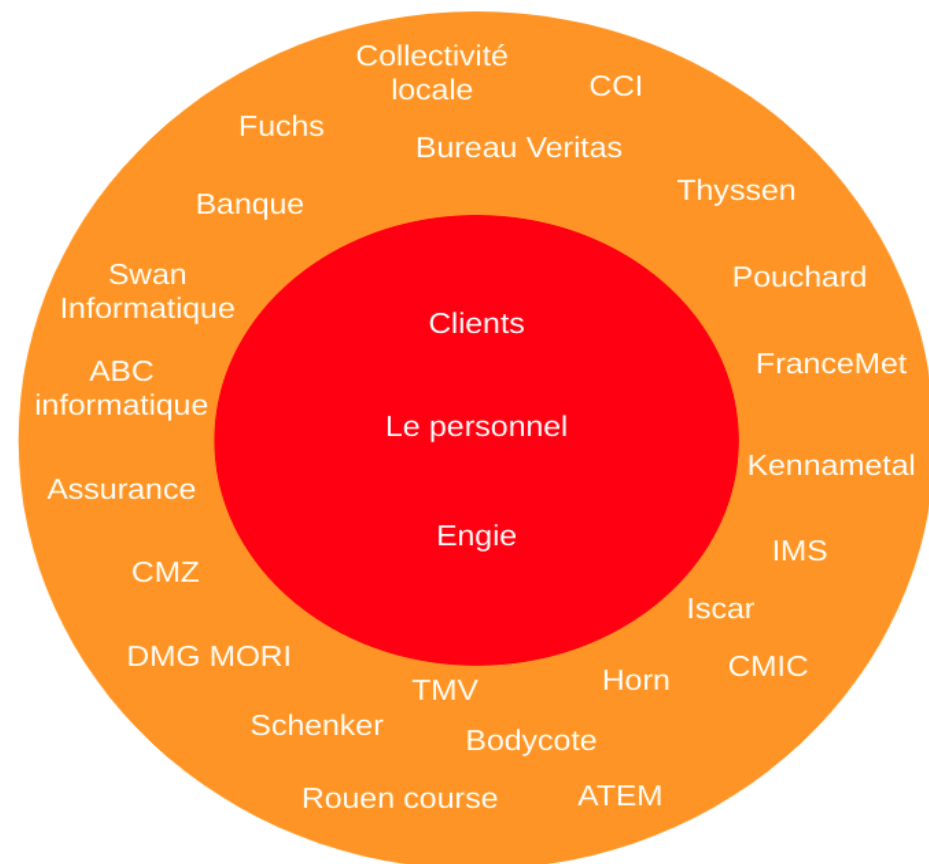 Collectivité
locale
CCI
Fuchs
Bureau Veritas
Thyssen
Banque
Swan
Informatique
Pouchard
Clients
ABC
informatique
FranceMet
Le personnel
Kennametal
Assurance
Engie
IMS
CMZ
Iscar
DMG MORI
CMIC
TMV
Horn
Schenker
Bodycote
Rouen course
ATEM